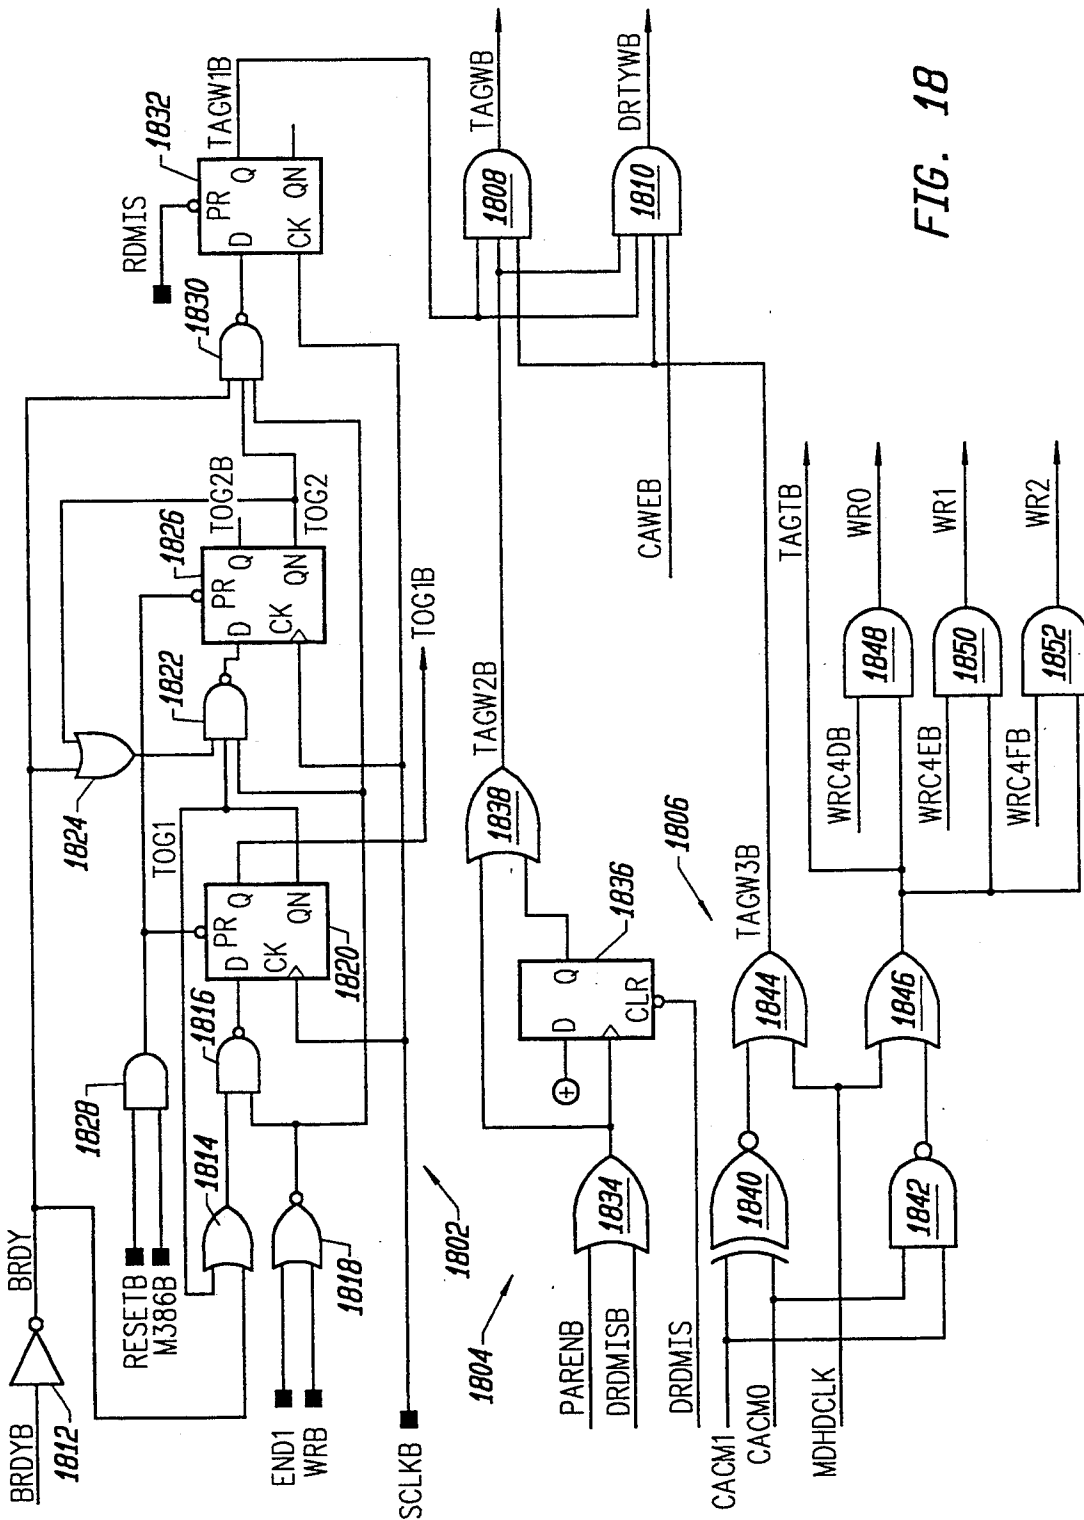 BRDYB
1812
BRDY
RESETB
M386B
1828
1814
END1
WRB
1818
SCLKB
1802
1816
TOG1
D
PR
Q
CK
QN
1820
1824
1822
TOG1B
D
PR
Q
CK
QN
1826
TOG2B
TOG2
1830
RDMIS
D
PR
Q
CK
QN
1832
TAGW1B
1804
PARENB
DRDMISB
1834
DRDMIS
D
Q
CLR
1836
1838
TAGW2B
CAWEB
1808
TAGWB
1810
DRTYWB
CACM1
CACM0
MDHDCLK
1840
1842
1844
1846
1806
TAGW3B
TAGTB
WRC4DB
1848
WR0
WRC4EB
1850
WR1
WRC4FB
1852
WR2
FIG. 18